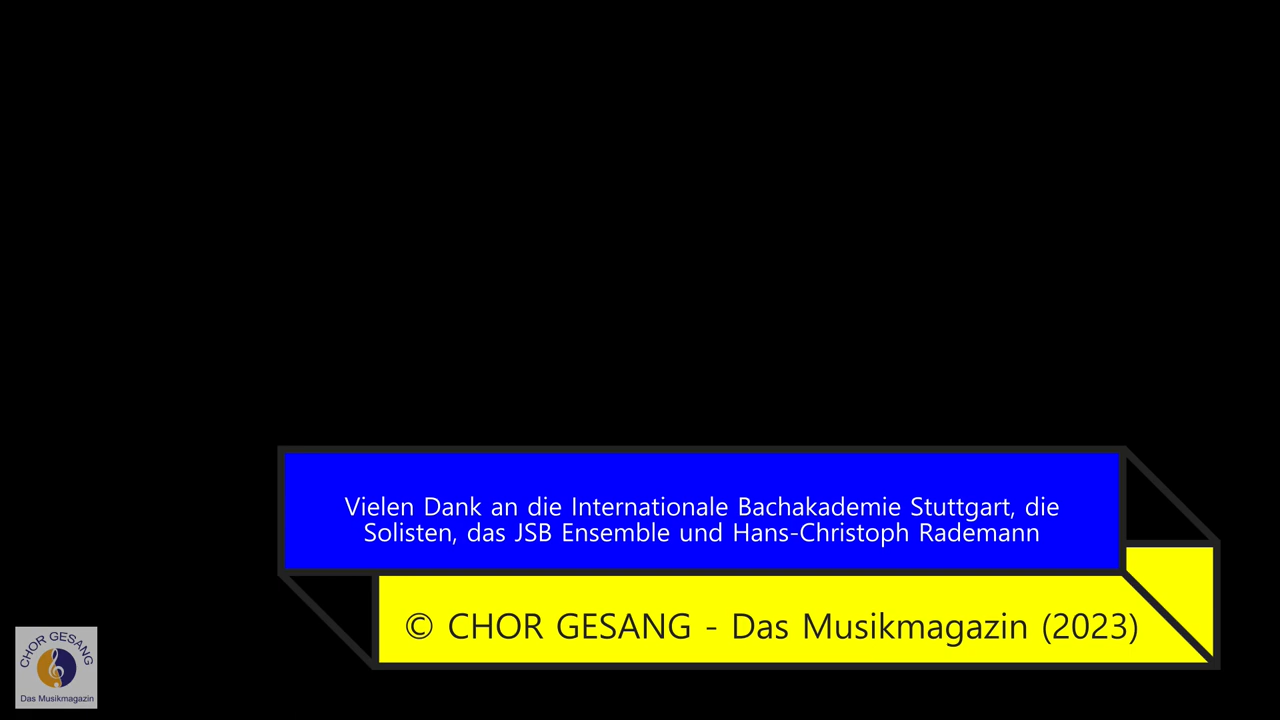 Vielen Dank an die Internationale Bachakademie Stuttgart, die
Solisten, das JSB Ensemble und Hans-Christoph Rademann
© CHOR GESANG - Das Musikmagazin (2023)
CHOR GESANG
Das Musikmagazin